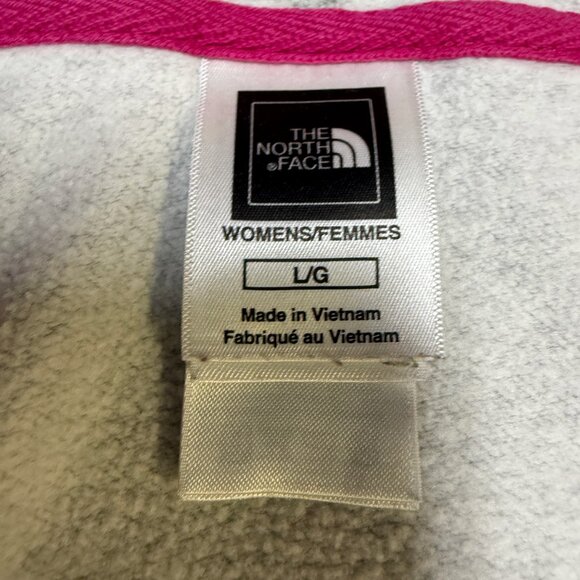 THE
NORTH
®FACE
WOMENS/FEMMES
L/G
Made in Vietnam
Fabriqué au Vietnam